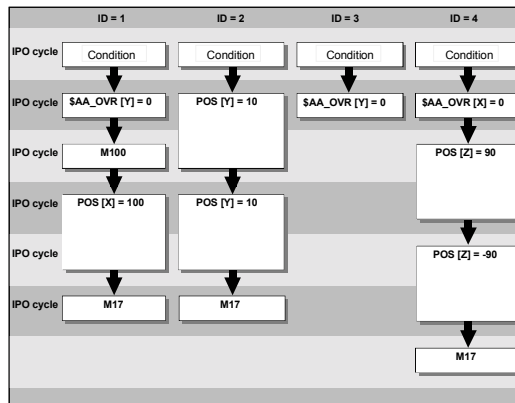 ID = 1 ID = 2 ID = 3 ID = 4
IPO cycle Condition Condition Condition Condition
IPO cycle $AA_OVR [Y] = 0 POS [Y] = 10 $AA_OVR [Y] = 0 $AA_OVR [X] = 0
IPO cycle M100 POS [Z] = 90
IPO cycle POS [X] = 100 POS [Y] = 10
IPO cycle POS [Z] = -90
IPO cycle M17 M17
M17